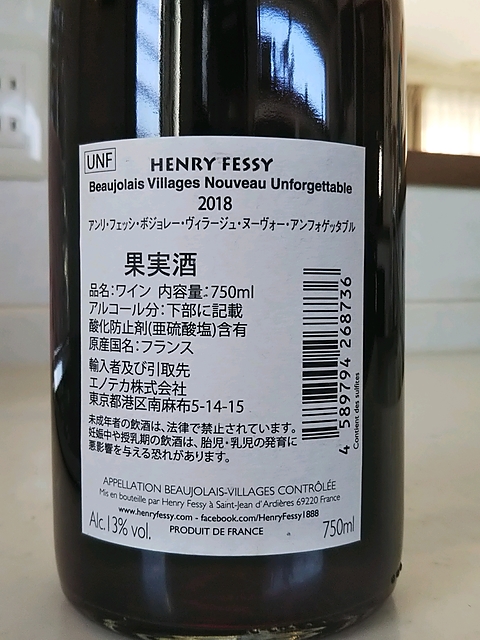 UNF
HENRY FESSY
Beaujolais Villages Nouveau Unforgettable
2018
アンリ・フェッシ・ボジョレー・ヴィラージュ・ヌーヴォー・アンフォゲッタブル
果実酒
品名:ワイン 内容量:750ml
アルコール分:下部に記載
酸化防止剤(亜硫酸塩)含有
原産国名:フランス
輸入者及び引取先
エノテカ株式会社
東京都港区南麻布5-14-15
未成年者の飲酒は、法律で禁止されています。
妊娠中や授乳期の飲酒は、胎児・乳児の発育に
悪影響を与える恐れがあります。
4 589794 268736
Contient des sulfites
APPELLATION BEAUJOLAIS-VILLAGES CONTRÔLÉE
Mis en bouteille par Henry Fessy à Saint-Jean d'Ardières 69220 France
www.henryfessy.com - facebook.com/HenryFessy1888
Alc.13% vol. PRODUIT DE FRANCE 750ml